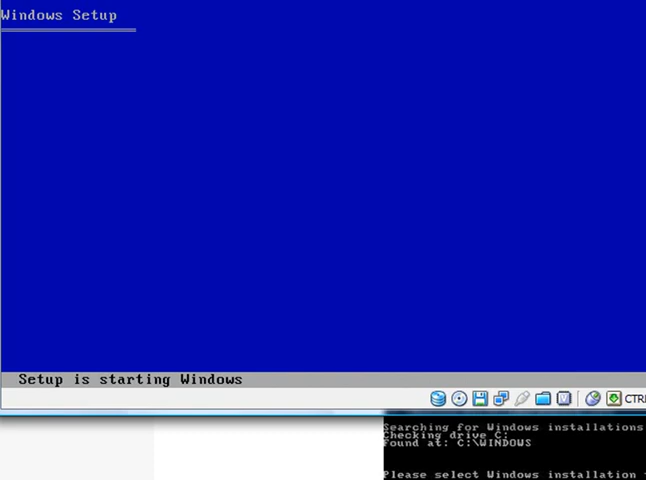 Windows Setup
Setup is starting Windows
CTRL
Searching for Windows installations
Checking drive C:
Found at: C:\WINDOWS
Please select Windows installation